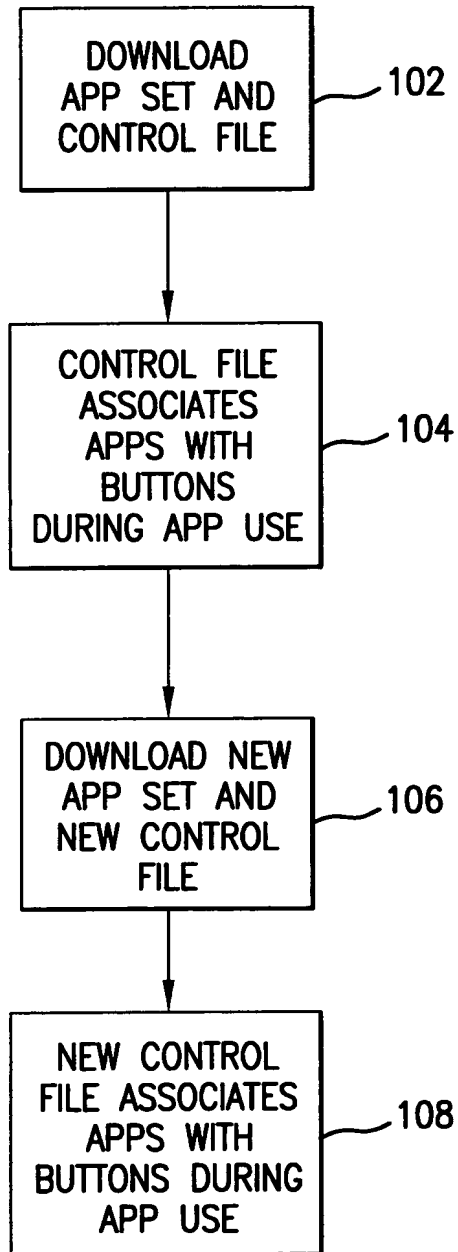 DOWNLOAD
APP SET AND
CONTROL FILE
102
CONTROL FILE
ASSOCIATES
APPS WITH
BUTTONS
DURING APP USE
104
DOWNLOAD NEW
APP SET AND
NEW CONTROL
FILE
106
NEW CONTROL
FILE ASSOCIATES
APPS WITH
BUTTONS DURING
APP USE
108